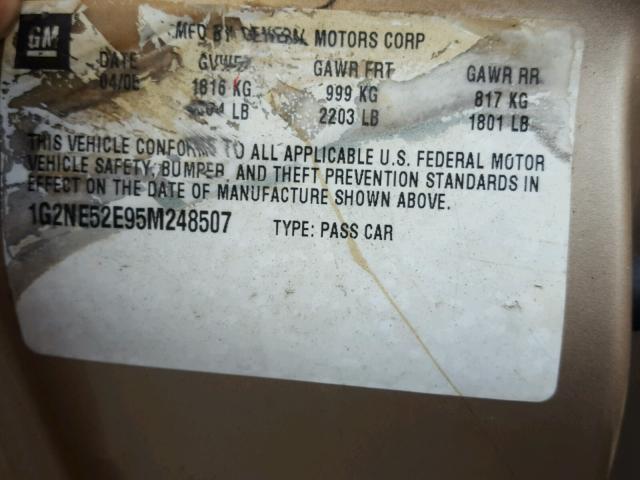 GM
MFD BY GENERAL MOTORS CORP
DATE GVWR GAWR FRT GAWR RR
04/05 1816 KG 999 KG 817 KG
LB 2203 LB 1801 LB
THIS VEHICLE CONFORMS TO ALL APPLICABLE U.S. FEDERAL MOTOR
VEHICLE SAFETY, BUMPER, AND THEFT PREVENTION STANDARDS IN
EFFECT ON THE DATE OF MANUFACTURE SHOWN ABOVE.
1G2NE52E95M248507 TYPE: PASS CAR